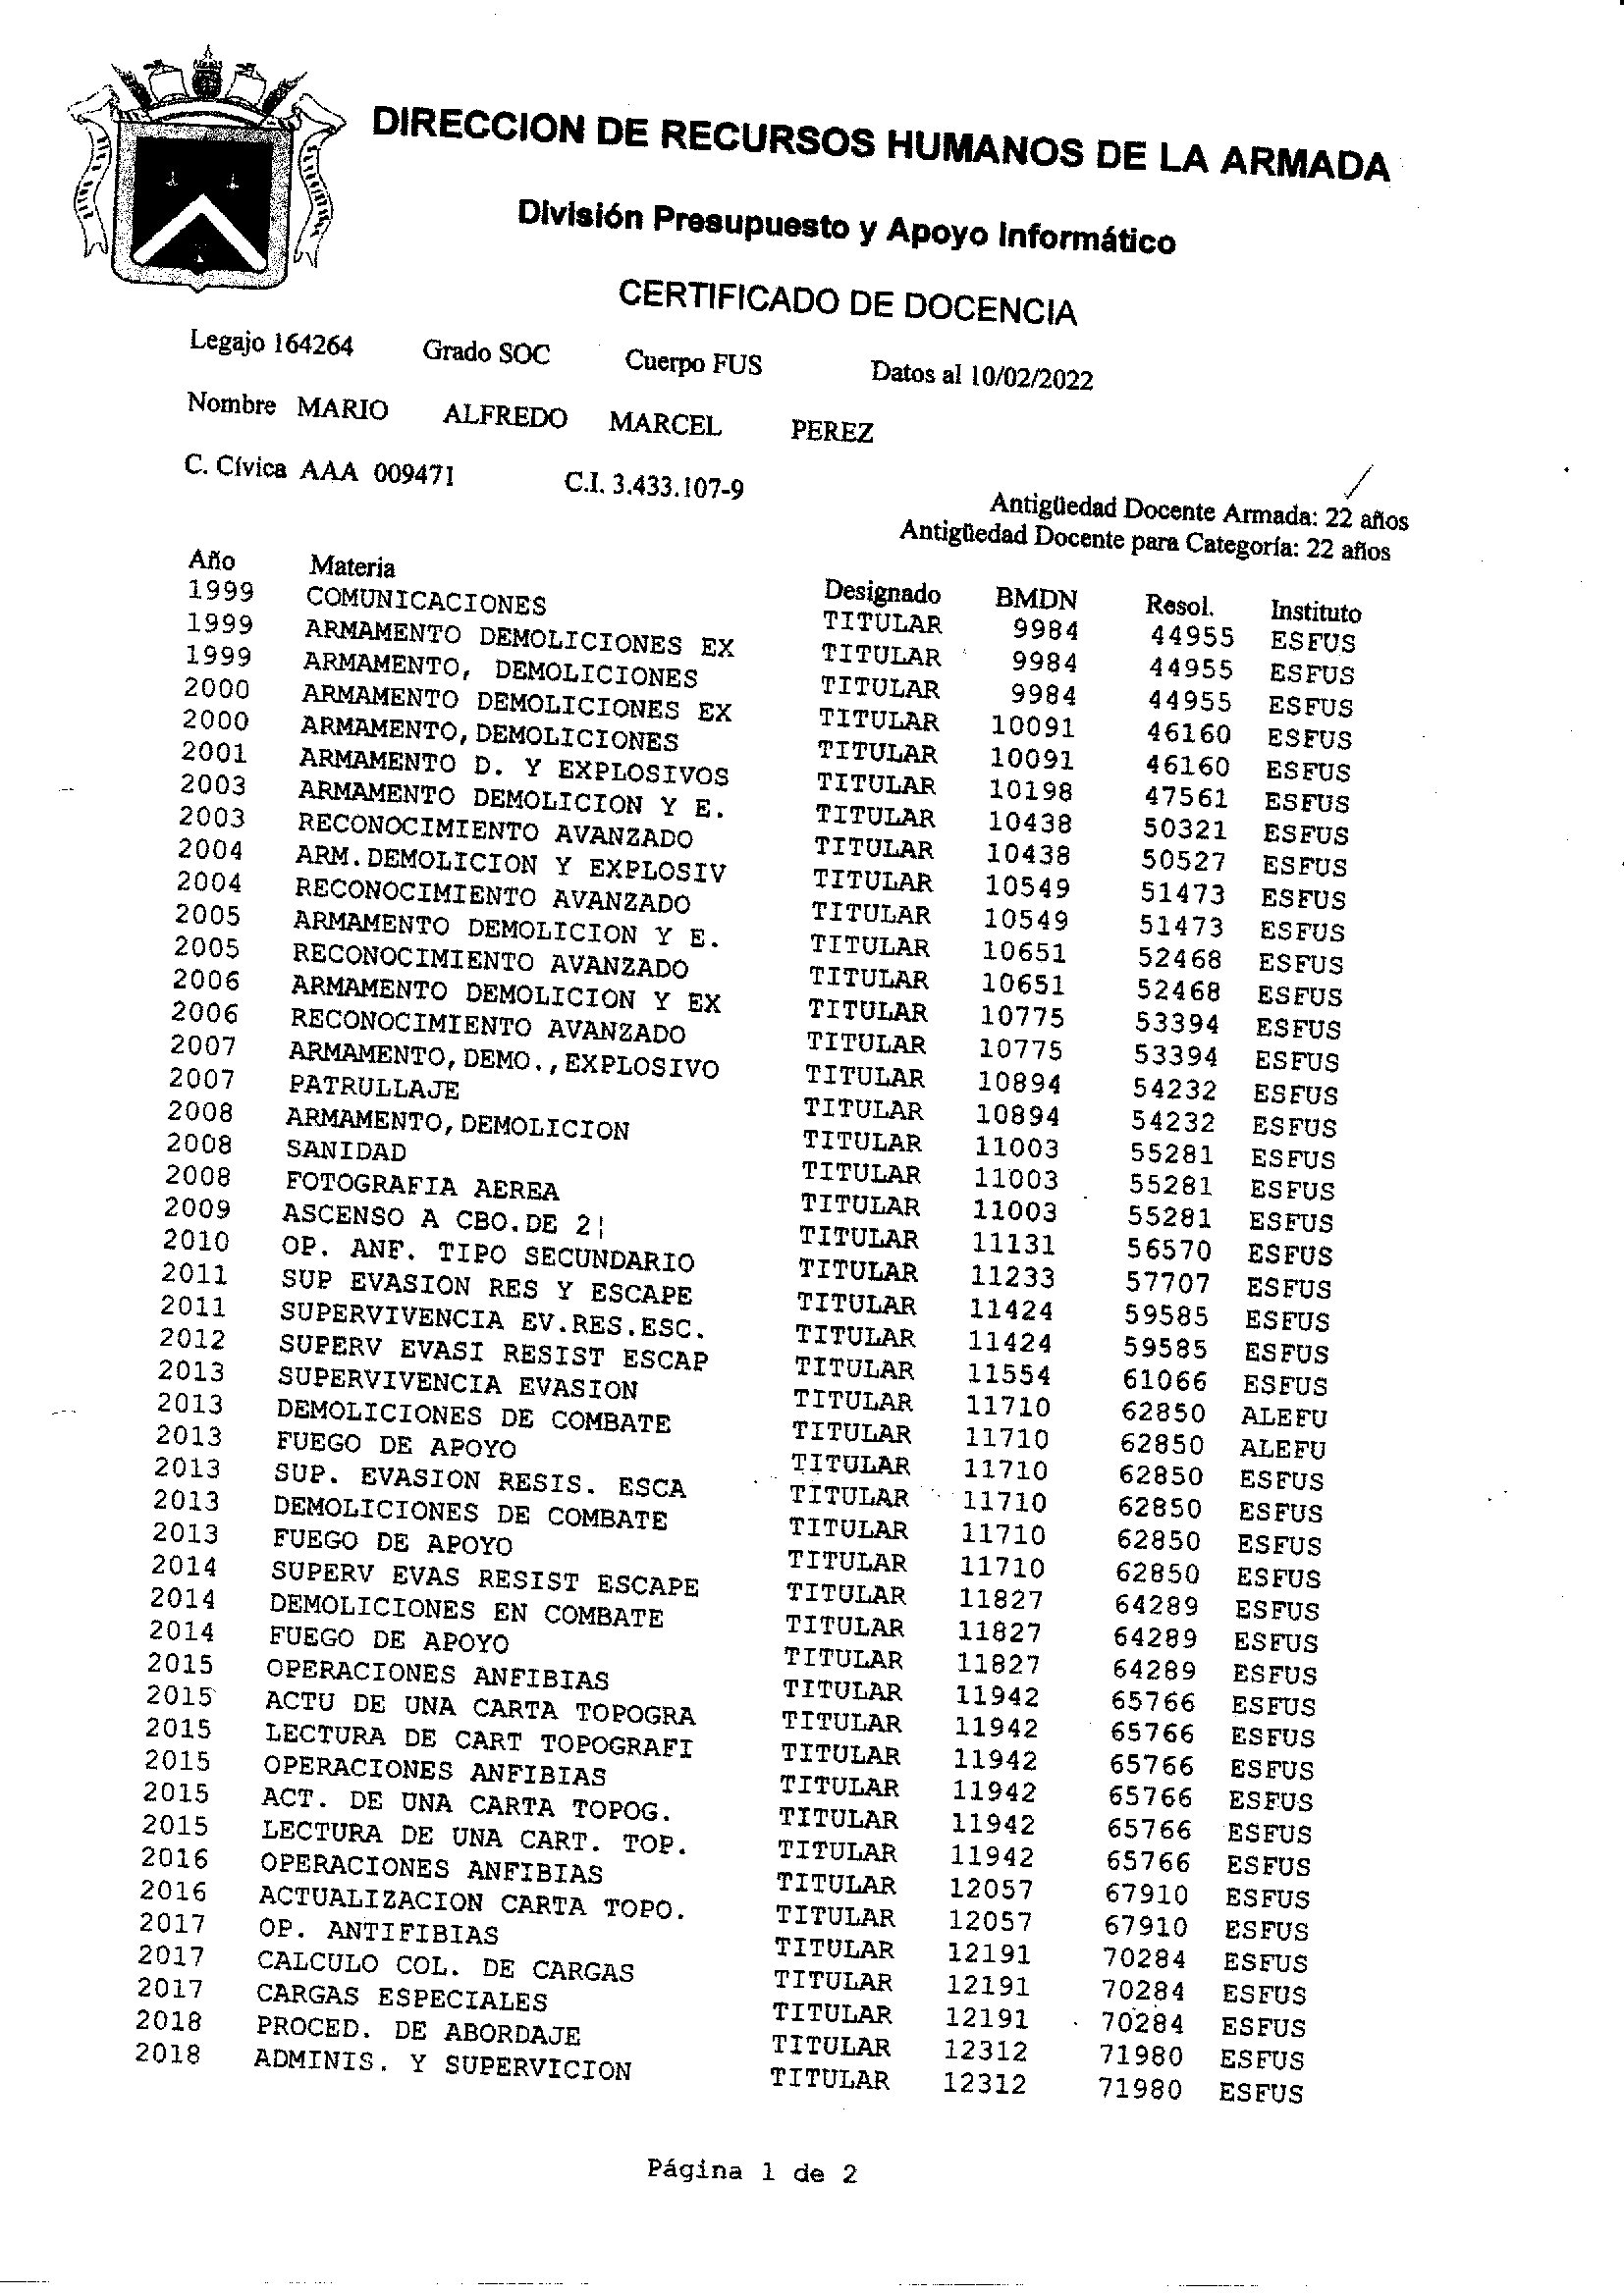 DIRECCION DE RECURSOS HUMANOS DE LA ARMADA
División Presupuesto y Apoyo Informático
CERTIFICADO DE DOCENCIA
Legajo 164264 Grado SOC Cuerpo FUS Datos al 10/02/2022
Nombre MARIO ALFREDO MARCEL PEREZ
C. Cívica AAA 009471 C.I. 3.433.107-9
Antigüedad Docente Armada: 22 años
Antigüedad Docente para Categoría: 22 años
Año Materia Designado BMDN Resol. Instituto
1999 COMUNICACIONES TITULAR 9984 44955 ESFUS
1999 ARMAMENTO DEMOLICIONES EX TITULAR 9984 44955 ESFUS
1999 ARMAMENTO, DEMOLICIONES TITULAR 9984 44955 ESFUS
2000 ARMAMENTO DEMOLICIONES EX TITULAR 10091 46160 ESFUS
2000 ARMAMENTO,DEMOLICIONES TITULAR 10091 46160 ESFUS
2001 ARMAMENTO D. Y EXPLOSIVOS TITULAR 10198 47561 ESFUS
2003 ARMAMENTO DEMOLICION Y E. TITULAR 10438 50321 ESFUS
2003 RECONOCIMIENTO AVANZADO TITULAR 10438 50527 ESFUS
2004 ARM.DEMOLICION Y EXPLOSIV TITULAR 10549 51473 ESFUS
2004 RECONOCIMIENTO AVANZADO TITULAR 10549 51473 ESFUS
2005 ARMAMENTO DEMOLICION Y E. TITULAR 10651 52468 ESFUS
2005 RECONOCIMIENTO AVANZADO TITULAR 10651 52468 ESFUS
2006 ARMAMENTO DEMOLICION Y EX TITULAR 10775 53394 ESFUS
2006 RECONOCIMIENTO AVANZADO TITULAR 10775 53394 ESFUS
2007 ARMAMENTO,DEMO.,EXPLOSIVO TITULAR 10894 54232 ESFUS
2007 PATRULLAJE TITULAR 10894 54232 ESFUS
2008 ARMAMENTO,DEMOLICION TITULAR 11003 55281 ESFUS
2008 SANIDAD TITULAR 11003 55281 ESFUS
2008 FOTOGRAFIA AEREA TITULAR 11003 55281 ESFUS
2009 ASCENSO A CBO.DE 2¦ TITULAR 11131 56570 ESFUS
2010 OP. ANF. TIPO SECUNDARIO TITULAR 11233 57707 ESFUS
2011 SUP EVASION RES Y ESCAPE TITULAR 11424 59585 ESFUS
2011 SUPERVIVENCIA EV.RES.ESC. TITULAR 11424 59585 ESFUS
2012 SUPERV EVASI RESIST ESCAP TITULAR 11554 61066 ESFUS
2013 SUPERVIVENCIA EVASION TITULAR 11710 62850 ALEFU
2013 DEMOLICIONES DE COMBATE TITULAR 11710 62850 ALEFU
2013 FUEGO DE APOYO TITULAR 11710 62850 ESFUS
2013 SUP. EVASION RESIS. ESCA TITULAR 11710 62850 ESFUS
2013 DEMOLICIONES DE COMBATE TITULAR 11710 62850 ESFUS
2013 FUEGO DE APOYO TITULAR 11710 62850 ESFUS
2014 SUPERV EVAS RESIST ESCAPE TITULAR 11827 64289 ESFUS
2014 DEMOLICIONES EN COMBATE TITULAR 11827 64289 ESFUS
2014 FUEGO DE APOYO TITULAR 11827 64289 ESFUS
2015 OPERACIONES ANFIBIAS TITULAR 11942 65766 ESFUS
2015 ACTU DE UNA CARTA TOPOGRA TITULAR 11942 65766 ESFUS
2015 LECTURA DE CART TOPOGRAFI TITULAR 11942 65766 ESFUS
2015 OPERACIONES ANFIBIAS TITULAR 11942 65766 ESFUS
2015 ACT. DE UNA CARTA TOPOG. TITULAR 11942 65766 ESFUS
2015 LECTURA DE UNA CART. TOP. TITULAR 11942 65766 ESFUS
2016 OPERACIONES ANFIBIAS TITULAR 12057 67910 ESFUS
2016 ACTUALIZACION CARTA TOPO. TITULAR 12057 67910 ESFUS
2017 OP. ANTIFIBIAS TITULAR 12191 70284 ESFUS
2017 CALCULO COL. DE CARGAS TITULAR 12191 70284 ESFUS
2017 CARGAS ESPECIALES TITULAR 12191 70284 ESFUS
2018 PROCED. DE ABORDAJE TITULAR 12312 71980 ESFUS
2018 ADMINIS. Y SUPERVICION TITULAR 12312 71980 ESFUS
Página 1 de 2